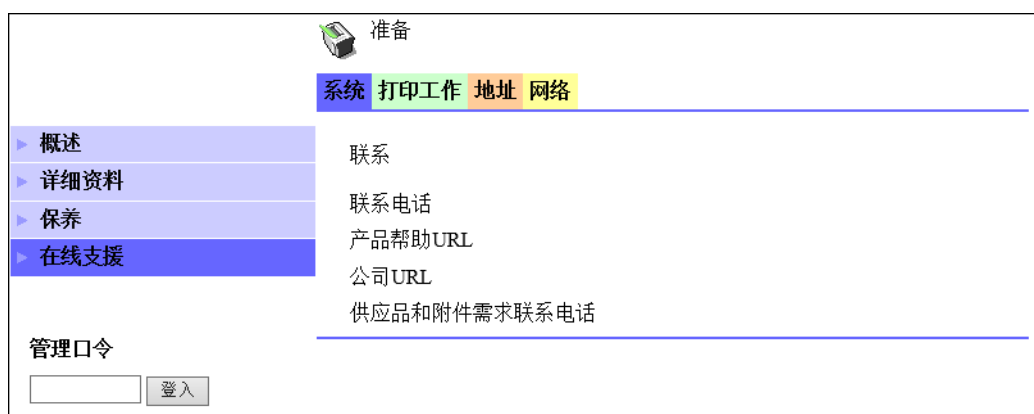 准备
系统 打印工作 地址 网络
概述
详细资料
保养
在线支援
管理口令
登入
联系
联系电话
产品帮助URL
公司URL
供应品和附件需求联系电话